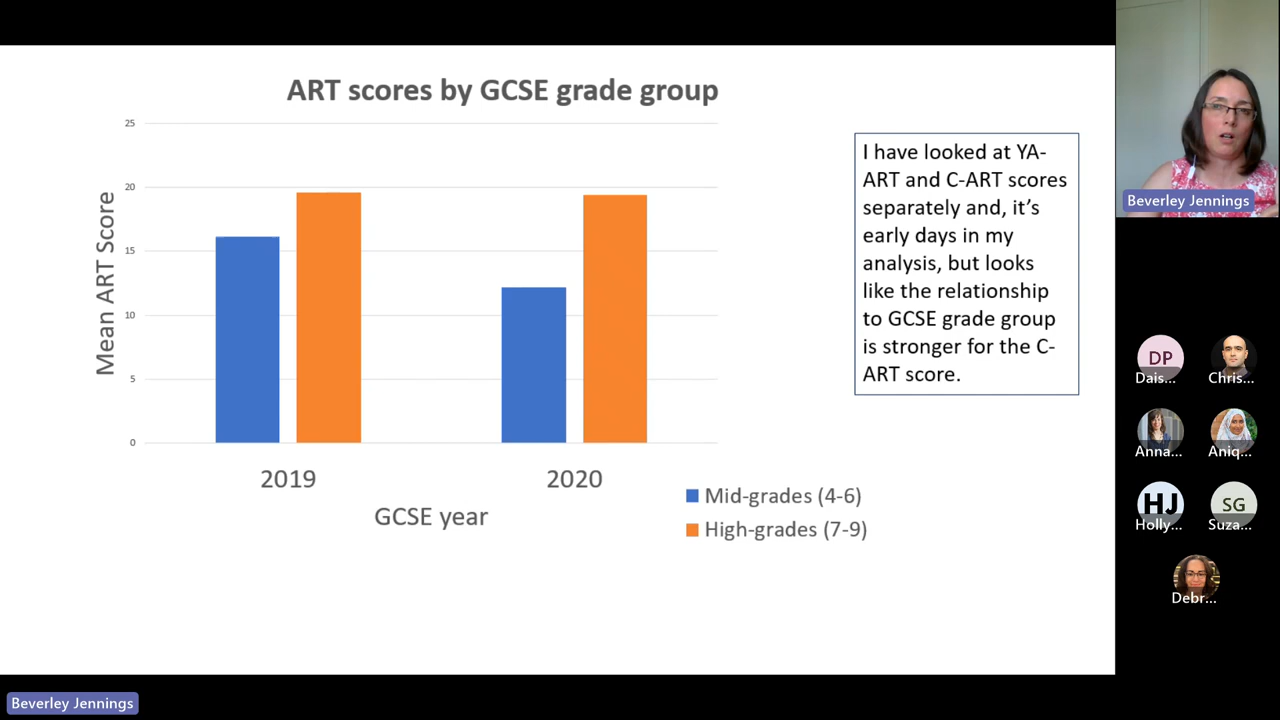 ART scores by GCSE grade group
25
20
15
10
5
0
Mean ART Score
2019
2020
GCSE year
Mid-grades (4-6)
High-grades (7-9)
I have looked at YA-
ART and C-ART scores
separately and, it's
early days in my
analysis, but looks
like the relationship
to GCSE grade group
is stronger for the C-
ART score.
Beverley Jennings
DP
Dais...
Chris...
Anna...
Aniq...
HJ
Holly...
SG
Suza...
Debr...
Beverley Jennings